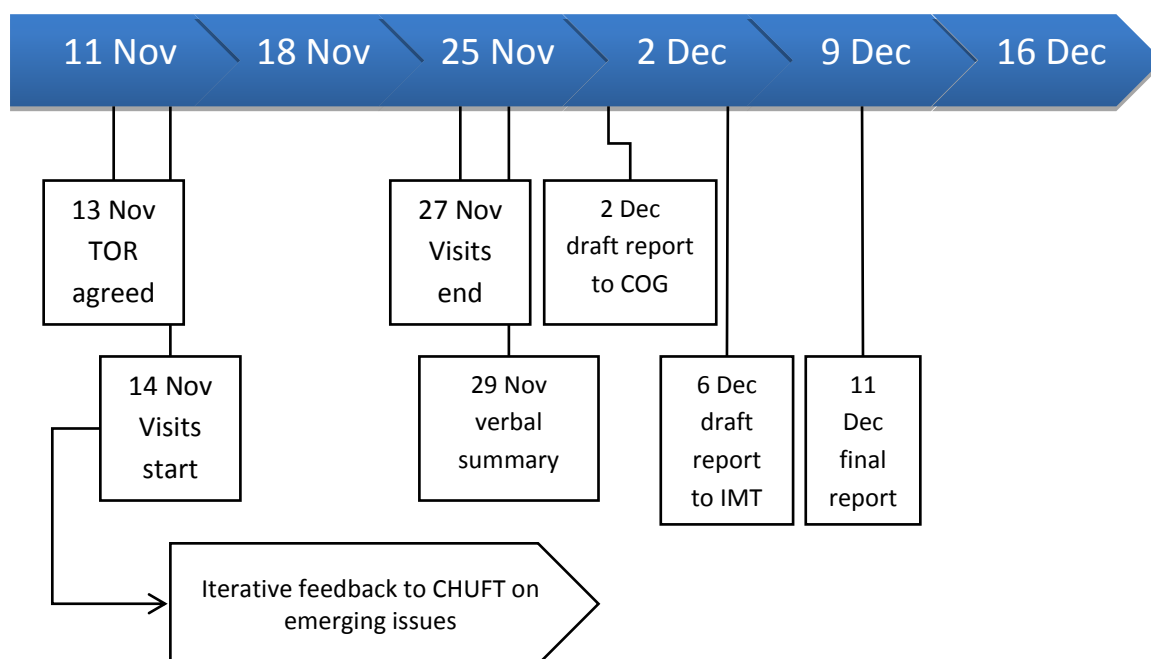 11 Nov
18 Nov
25 Nov
2 Dec
9 Dec
16 Dec
13 Nov
TOR
agreed
27 Nov
Visits
end
2 Dec
draft report
to COG
14 Nov
Visits
start
29 Nov
verbal
summary
6 Dec
draft
report
to IMT
11
Dec
final
report
Iterative feedback to CHUFT on
emerging issues